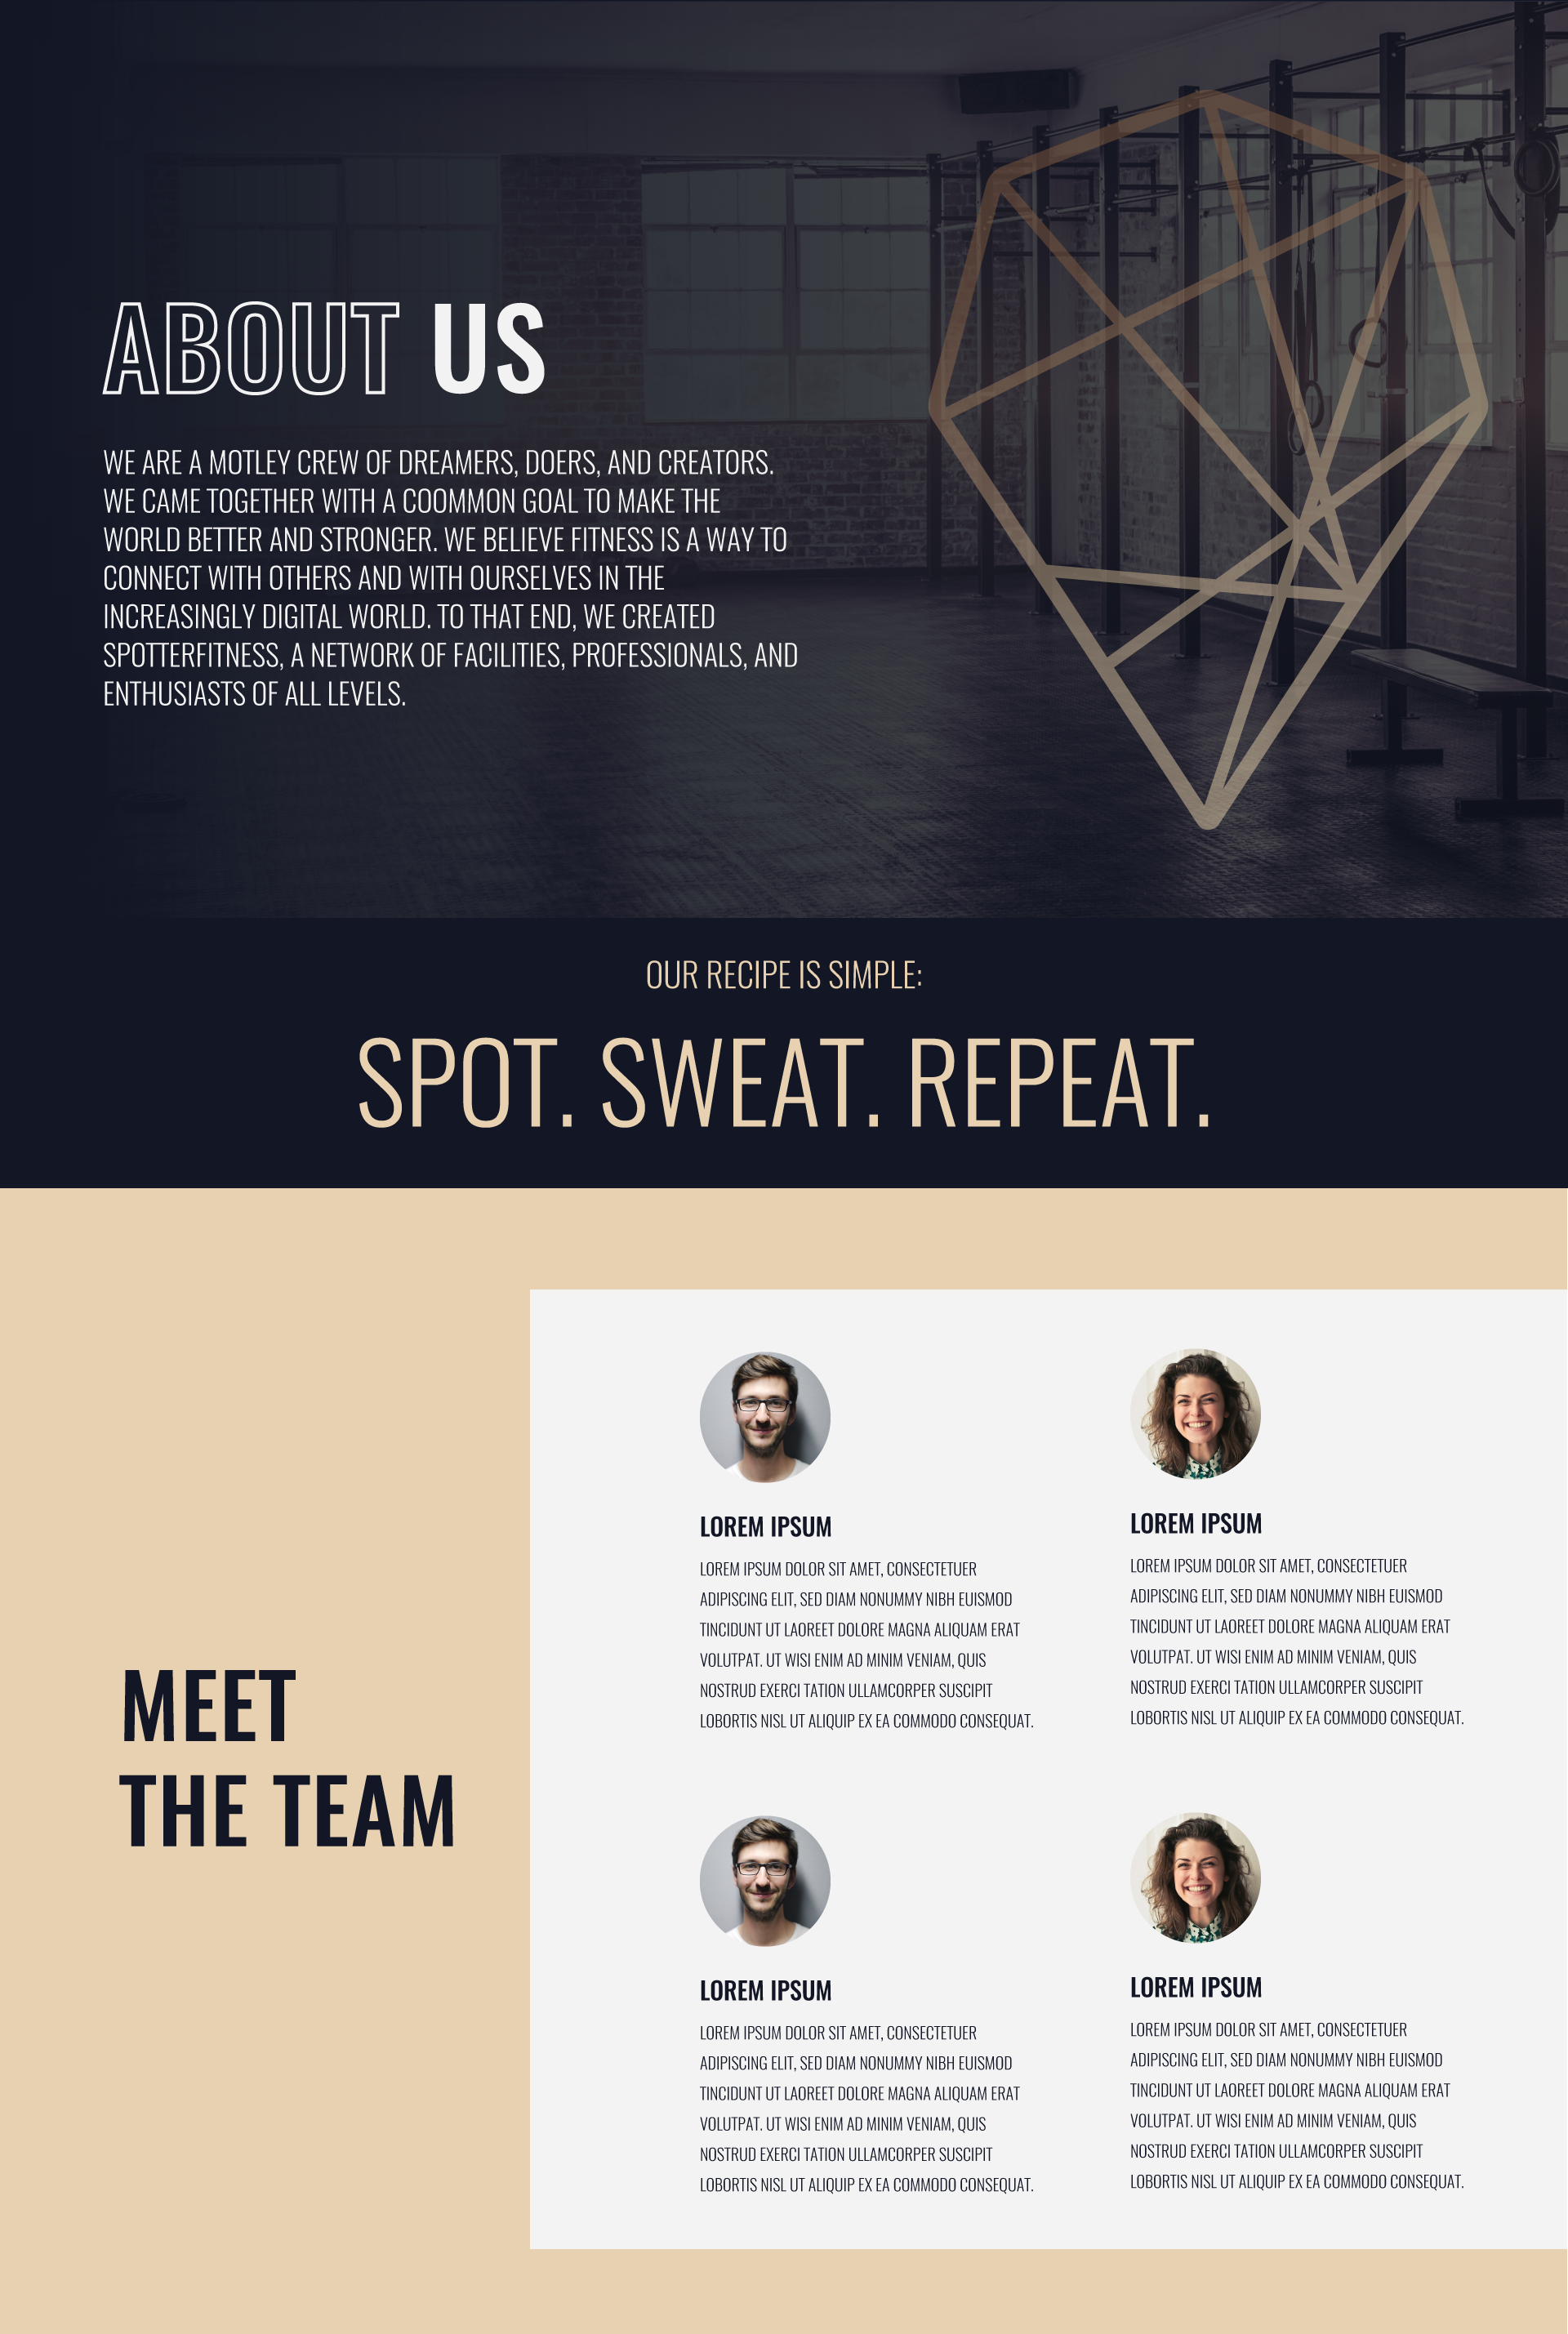 ABOUT US
WE ARE A MOTLEY CREW OF DREAMERS, DOERS, AND CREATORS.
WE CAME TOGETHER WITH A COOMMON GOAL TO MAKE THE
WORLD BETTER AND STRONGER. WE BELIEVE FITNESS IS A WAY TO
CONNECT WITH OTHERS AND WITH OURSELVES IN THE
INCREASINGLY DIGITAL WORLD. TO THAT END, WE CREATED
SPOTTERFITNESS, A NETWORK OF FACILITIES, PROFESSIONALS, AND
ENTHUSIASTS OF ALL LEVELS.
OUR RECIPE IS SIMPLE:
SPOT. SWEAT. REPEAT.
MEET
THE TEAM
LOREM IPSUM
LOREM IPSUM DOLOR SIT AMET, CONSECTETUER
ADIPISCING ELIT, SED DIAM NONUMMY NIBH EUISMOD
TINCIDUNT UT LAOREET DOLORE MAGNA ALIQUAM ERAT
VOLUTPAT. UT WISI ENIM AD MINIM VENIAM, QUIS
NOSTRUD EXERCI TATION ULLAMCORPER SUSCIPIT
LOBORTIS NISL UT ALIQUIP EX EA COMMODO CONSEQUAT.
LOREM IPSUM
LOREM IPSUM DOLOR SIT AMET, CONSECTETUER
ADIPISCING ELIT, SED DIAM NONUMMY NIBH EUISMOD
TINCIDUNT UT LAOREET DOLORE MAGNA ALIQUAM ERAT
VOLUTPAT. UT WISI ENIM AD MINIM VENIAM, QUIS
NOSTRUD EXERCI TATION ULLAMCORPER SUSCIPIT
LOBORTIS NISL UT ALIQUIP EX EA COMMODO CONSEQUAT.
LOREM IPSUM
LOREM IPSUM DOLOR SIT AMET, CONSECTETUER
ADIPISCING ELIT, SED DIAM NONUMMY NIBH EUISMOD
TINCIDUNT UT LAOREET DOLORE MAGNA ALIQUAM ERAT
VOLUTPAT. UT WISI ENIM AD MINIM VENIAM, QUIS
NOSTRUD EXERCI TATION ULLAMCORPER SUSCIPIT
LOBORTIS NISL UT ALIQUIP EX EA COMMODO CONSEQUAT.
LOREM IPSUM
LOREM IPSUM DOLOR SIT AMET, CONSECTETUER
ADIPISCING ELIT, SED DIAM NONUMMY NIBH EUISMOD
TINCIDUNT UT LAOREET DOLORE MAGNA ALIQUAM ERAT
VOLUTPAT. UT WISI ENIM AD MINIM VENIAM, QUIS
NOSTRUD EXERCI TATION ULLAMCORPER SUSCIPIT
LOBORTIS NISL UT ALIQUIP EX EA COMMODO CONSEQUAT.